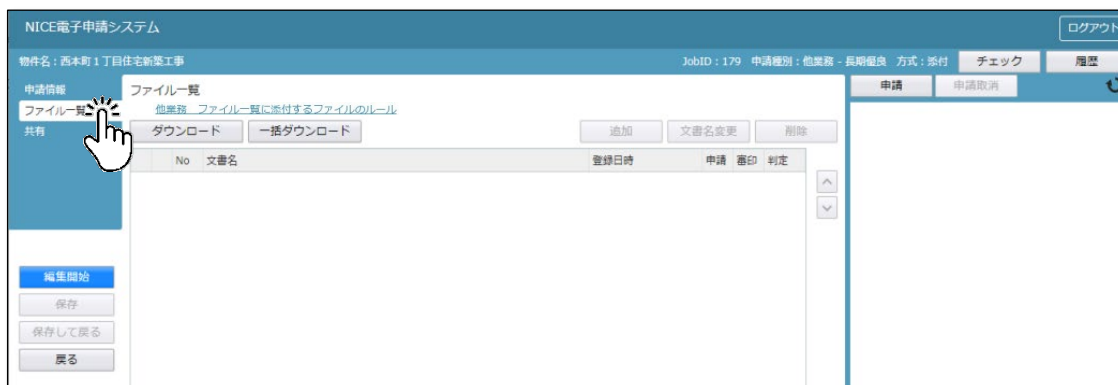 NICE電子申請システム
ログアウト
物件名：西本町１丁目住宅新築工事
JobID：179 申請種別：他業務 - 長期優良 方式：添付
チェック
履歴
申請情報
ファイル一覧
共有
ファイル一覧
他業務 ファイル一覧に添付するファイルのルール
ダウンロード
一括ダウンロード
追加
文書名変更
削除
No 文書名 登録日時 申請 審印 判定
申請
申請取消
編集開始
保存
保存して戻る
戻る